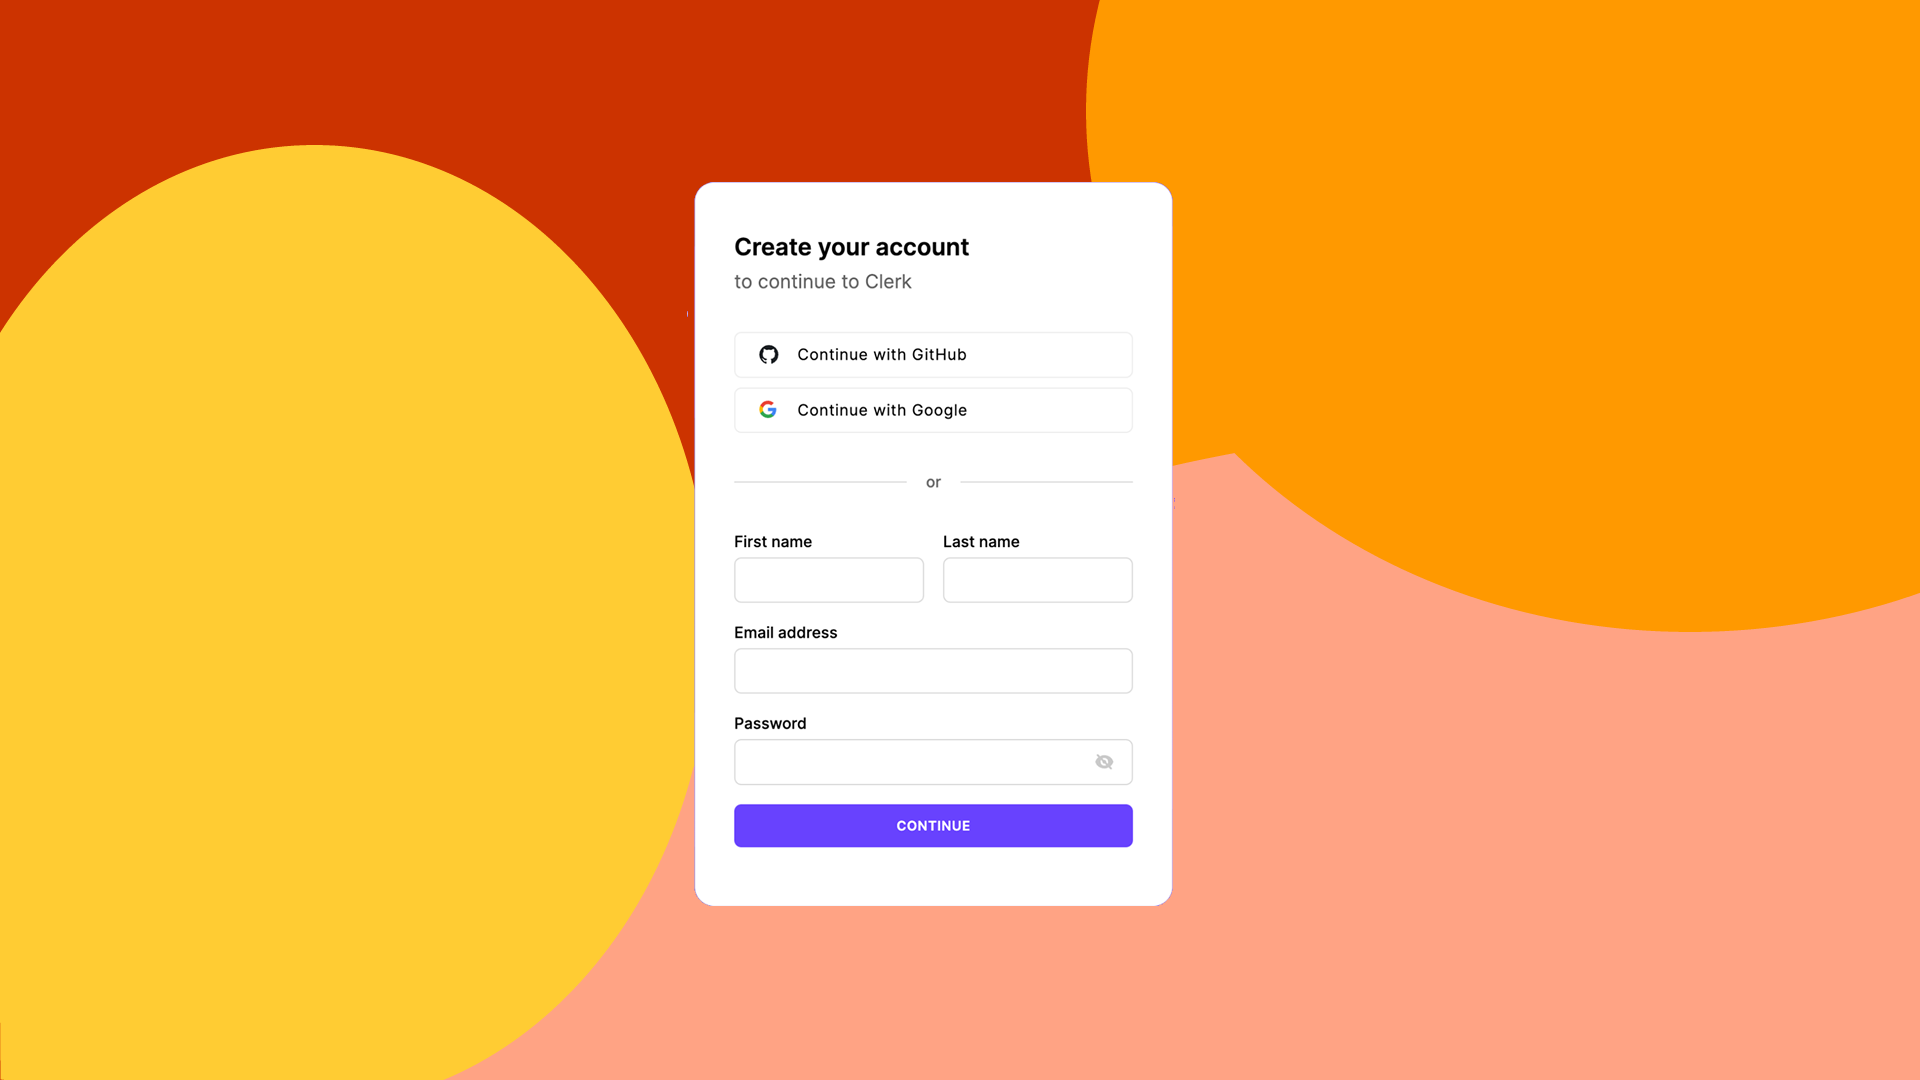 Create your account
to continue to Clerk
Continue with GitHub
Continue with Google
or
First name
Last name
Email address
Password
CONTINUE